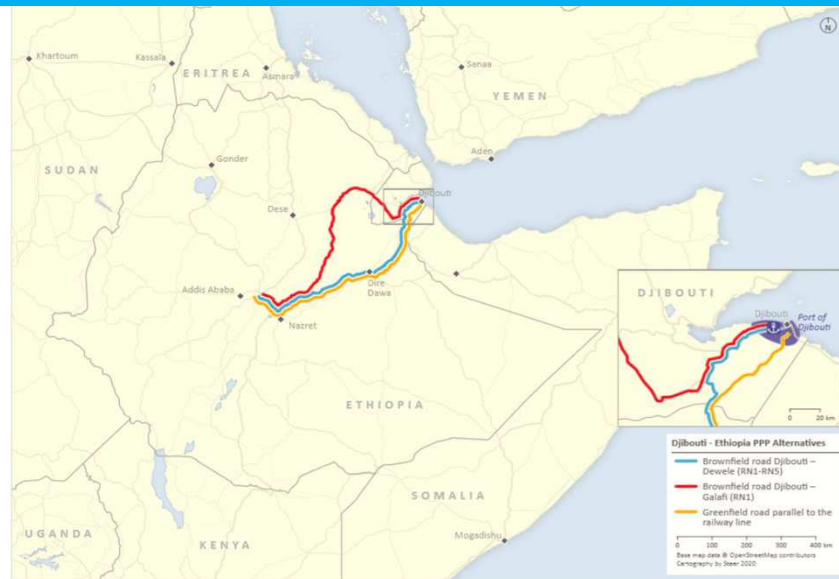 N
Khartoum
Kassala
ERITREA
Asmara
Sanaa
YEMEN
SUDAN
Gonder
Aden
Dese
Djibouti
Addis Ababa
Dire
Dawa
Nazret
ETHIOPIA
SOMALIA
UGANDA
KENYA
Mogsdishu
DJIBOUTI
Djibouti
Port of
Djibouti
0 20 km
Djibouti - Ethiopia PPP Alternatives
Brownfield road Djibouti –
Dewele (RN1-RN5)
Brownfield road Djibouti –
Galafi (RN1)
Greenfield road parallel to the
railway line
0 100 200 300 400 km
Base map data @ OpenStreetMap contributors
Cartography by Steer 2020